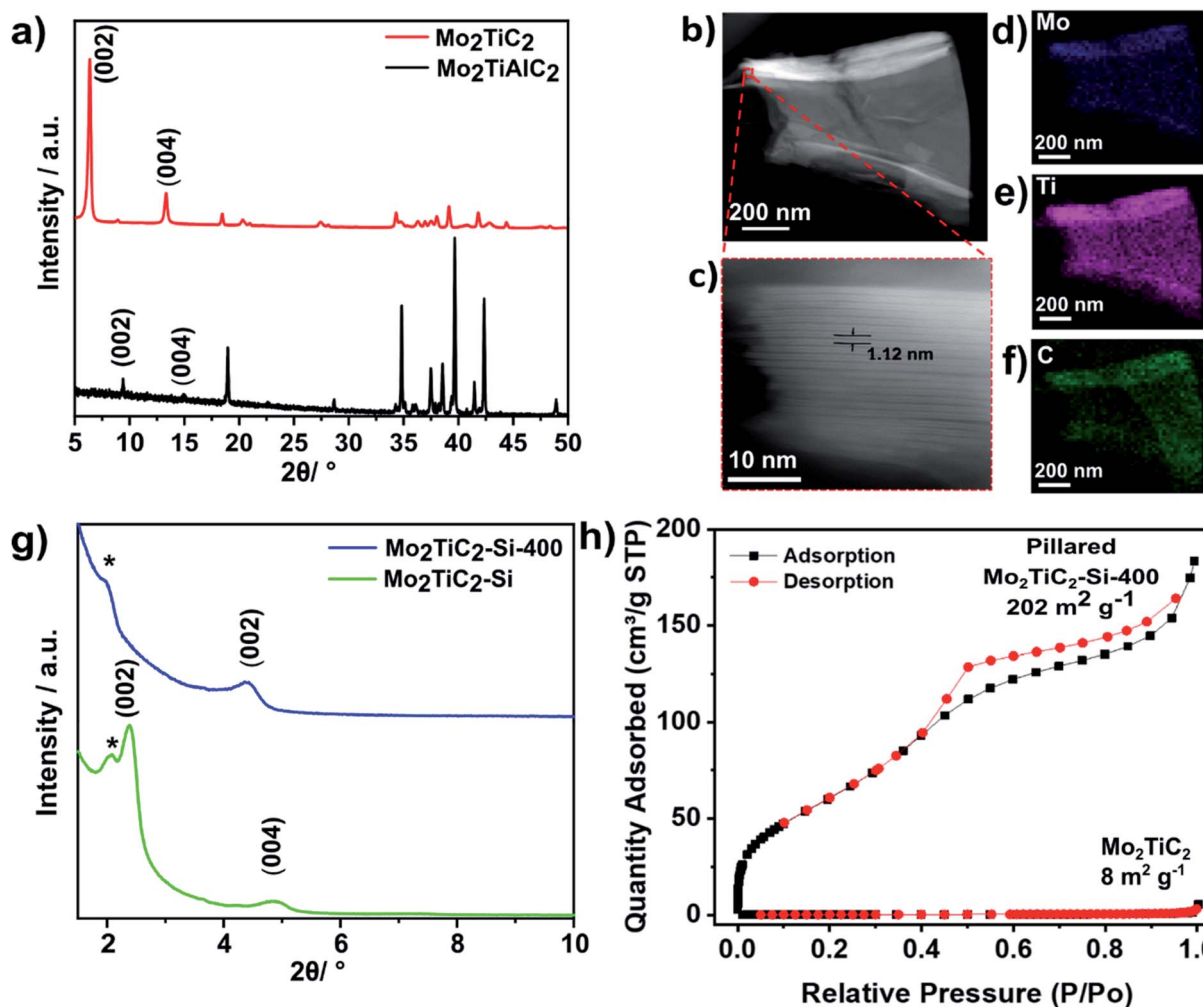 a)
Mo2TiC2
Mo2TiAlC2
(002)
(004)
(002)
(004)
Intensity / a.u.
5 10 15 20 25 30 35 40 45 50
2θ/ °
b)
200 nm
c)
1.12 nm
10 nm
d)
Mo
200 nm
e)
Ti
200 nm
f)
C
200 nm
g)
Mo2TiC2-Si-400
Mo2TiC2-Si
*
(002)
*
(002)
(004)
Intensity / a.u.
2 4 6 8 10
2θ/ °
h)
Adsorption
Desorption
Pillared
Mo2TiC2-Si-400
202 m² g⁻¹
Mo2TiC2
8 m² g⁻¹
Quantity Adsorbed (cm³/g STP)
200
150
100
50
0
0.0 0.2 0.4 0.6 0.8
Relative Pressure (P/Po)